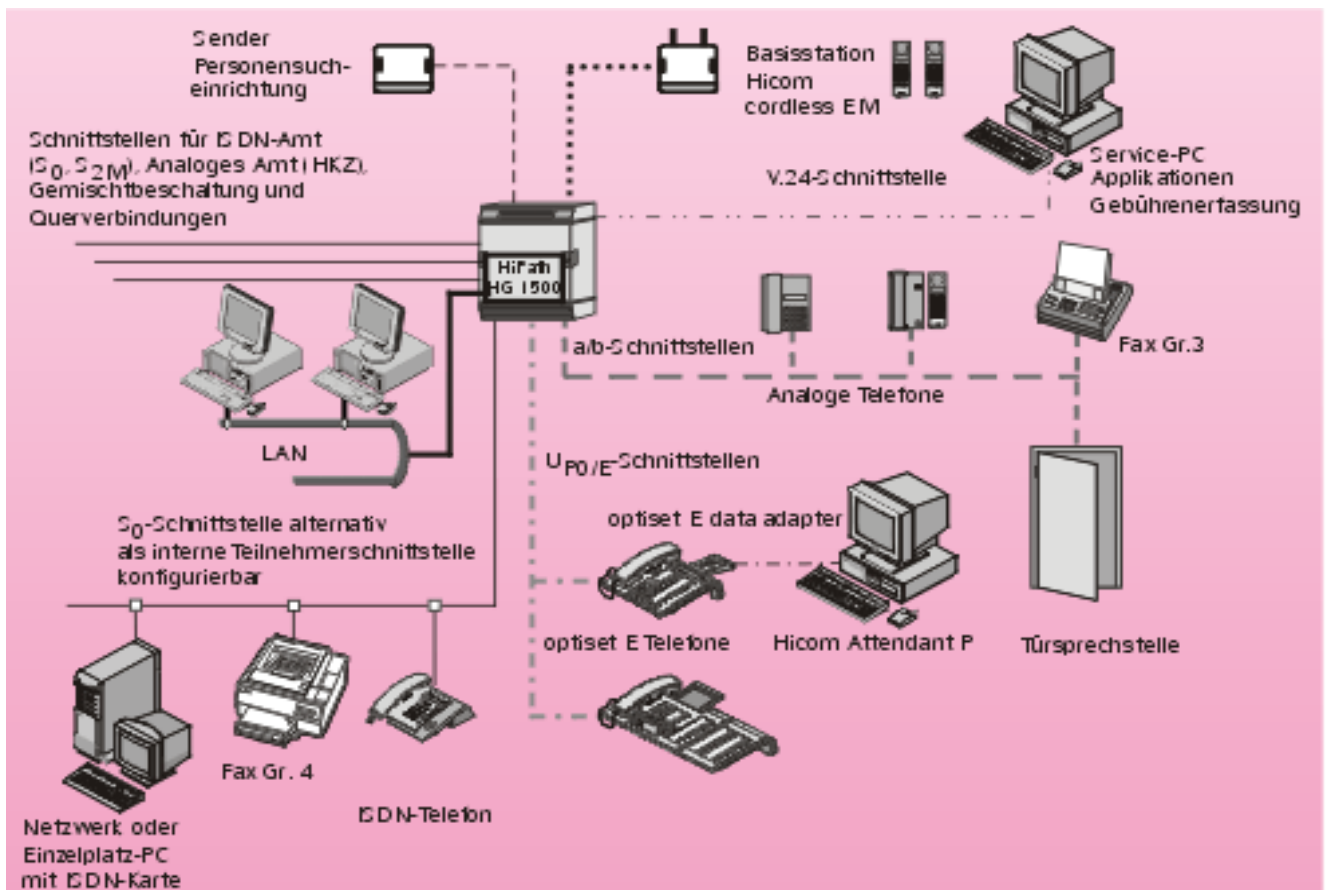 Sender
Personensuch-
einrichtung
Basisstation
Hicom
cordless EM
Schnittstellen für ISDN-Amt
(S0, S2M), Analoges Amt (HKZ),
Gemischtbeschaltung und
Querverbindungen
V.24-Schnittstelle
Service-PC
Applikationen
Gebührenerfassung
HiPath
HG 1500
a/b-Schnittstellen
Fax Gr.3
Analoge Telefone
LAN
UP0/E-Schnittstellen
S0-Schnittstelle alternativ
als interne Teilnehmerschnittstelle
konfigurierbar
optiset E data adapter
optiset E Telefone
Hicom Attendant P
Türsprechstelle
Fax Gr. 4
ISDN-Telefon
Netzwerk oder
Einzelplatz-PC
mit ISDN-Karte